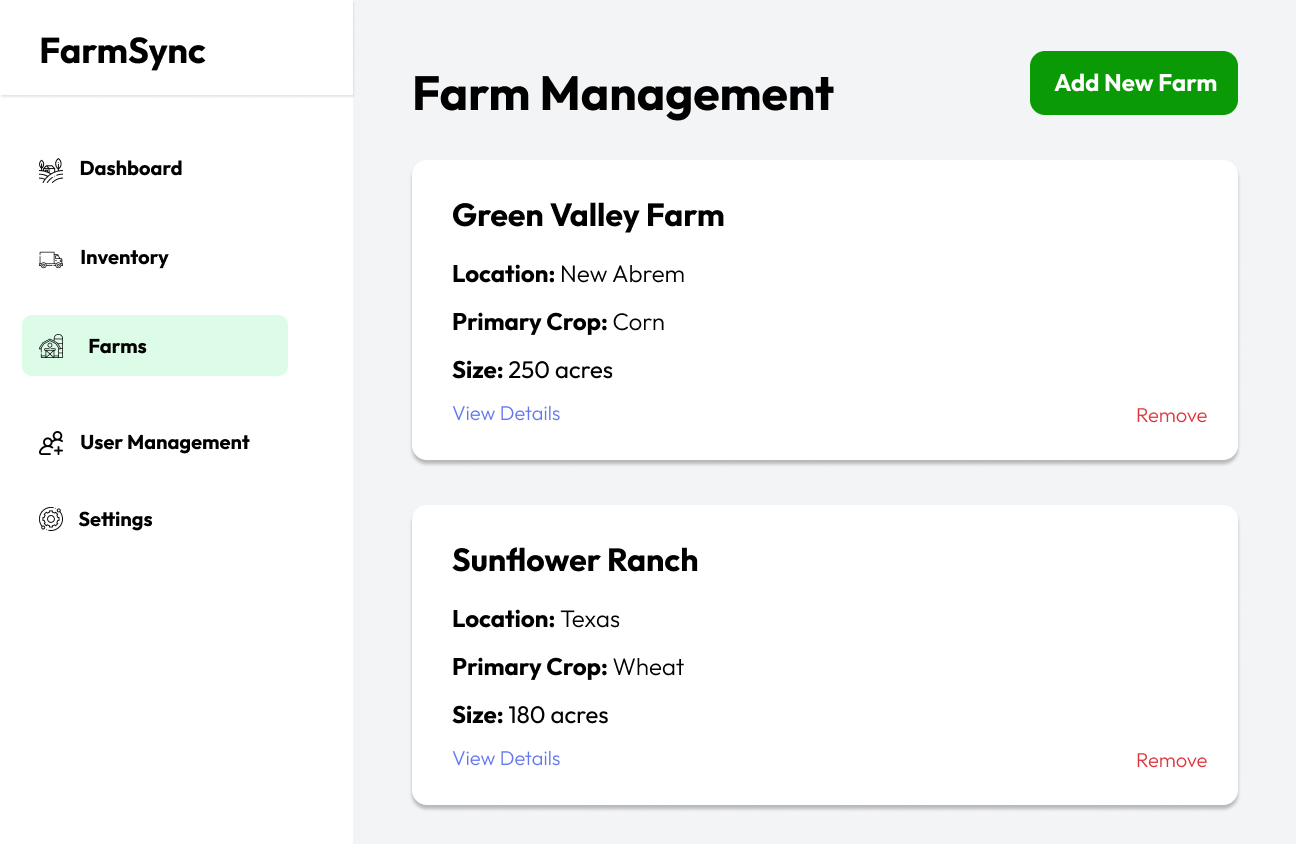 FarmSync
Dashboard
Inventory
Farms
User Management
Settings
Farm Management
Add New Farm
Green Valley Farm
Location: New Abrem
Primary Crop: Corn
Size: 250 acres
View Details
Remove
Sunflower Ranch
Location: Texas
Primary Crop: Wheat
Size: 180 acres
View Details
Remove